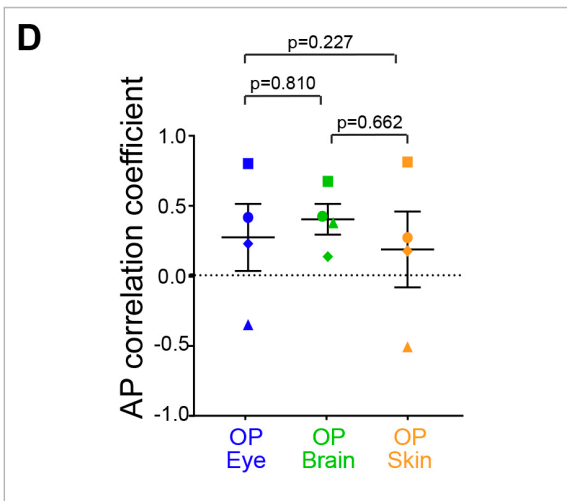 D
p=0.227
p=0.810
p=0.662
AP correlation coefficient
1.0
0.5
0.0
-0.5
-1.0
OP
Eye
OP
Brain
OP
Skin